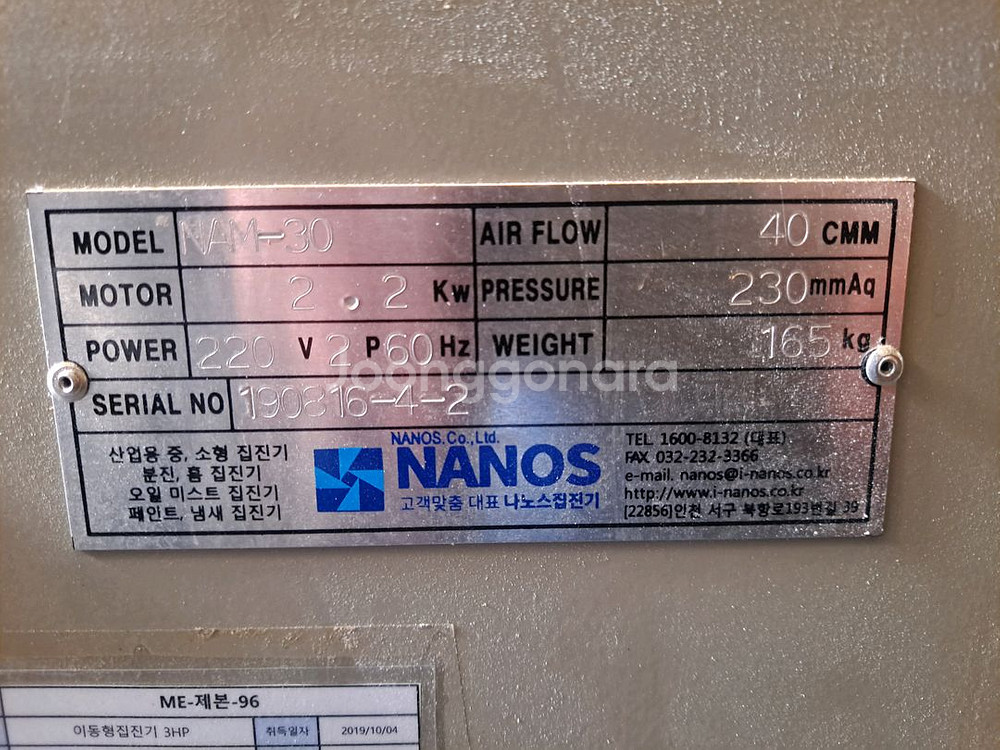 MODEL NAM-30 AIR FLOW 40 CMM
MOTOR 2.2 Kw PRESSURE 230 mmAq
POWER 220 V 2 P 60 Hz WEIGHT 165 kg
joonggonara
SERIAL NO 190816-4-2
산업용 중, 소형 집진기
분진, 흄 집진기
오일 미스트 집진기
페인트, 냄새 집진기
NANOS.Co.,Ltd.
NANOS
고객맞춤 대표 나노스집진기
TEL 1600-8132 (대표)
FAX 032-232-3366
e-mail. nanos@i-nanos.co.kr
http://www.i-nanos.co.kr
[22856]인천 서구 북항로193번길 39
ME-제본-96
이동형집진기 3HP 취득일자 2019/10/04